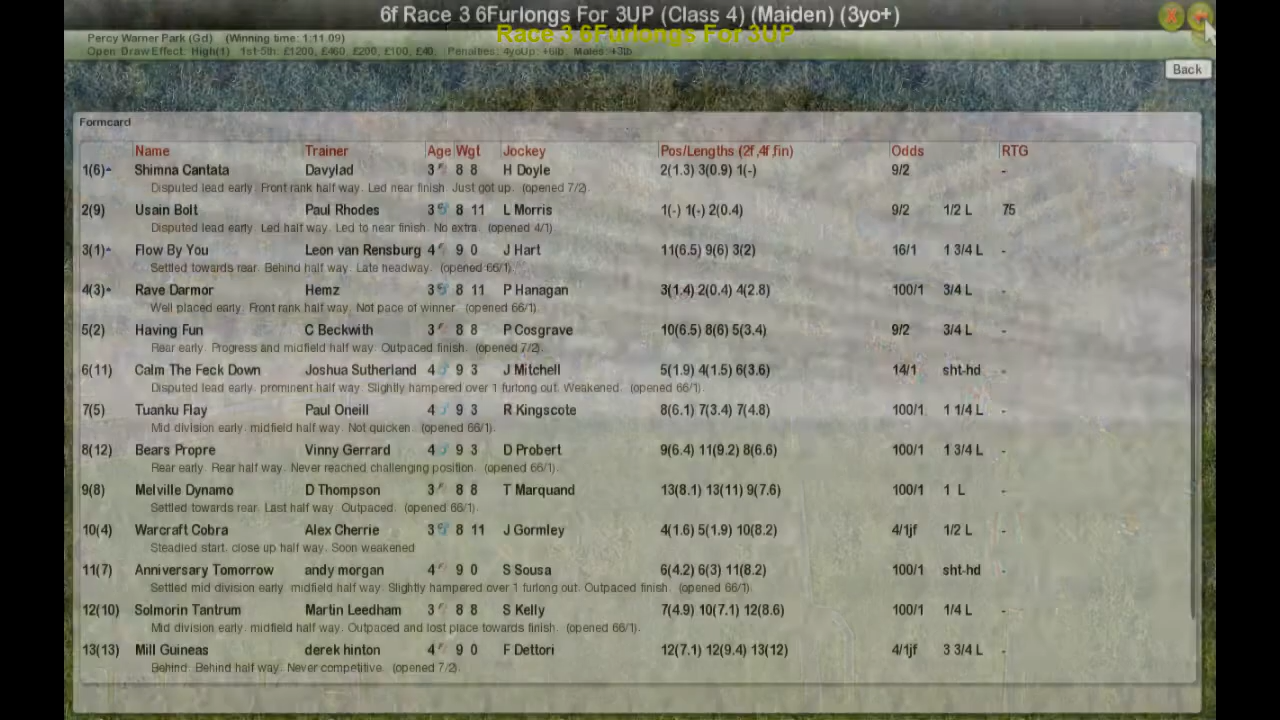 6f Race 3 6Furlongs For 3UP (Class 4) (Maiden) (3yo+)
Race 3 6Furlongs For 3UP
Percy Warner Park (Gd) (Winning time: 1:11.09)
Open. Draw Effect: High(1) 1st-5th: £1200, £460, £200, £100, £40. Penalties: 4yoUp: +6lb, Males: +3lb
Back
Formcard
Name Trainer Age Wgt Jockey Pos/Lengths (2f,4f,fin) Odds RTG
1(6) Shimna Cantata Davylad 3 8 8 H Doyle 2(1.3) 3(0.9) 1(-) 9/2 -
Disputed lead early. Front rank half way. Led near finish. Just got up. (opened 7/2).
2(9) Usain Bolt Paul Rhodes 3 8 11 L Morris 1(-) 1(-) 2(0.4) 9/2 1/2 L 75
Disputed lead early. Led half way. Led to near finish. No extra. (opened 4/1)
3(1) Flow By You Leon van Rensburg 4 9 0 J Hart 11(6.5) 9(6) 3(2) 16/1 1 3/4 L -
Settled towards rear. Behind half way. Late headway. (opened 66/1).
4(3) Rave Darmor Hemz 3 8 11 P Hanagan 3(1.4) 2(0.4) 4(2.8) 100/1 3/4 L -
Well placed early. Front rank half way. Not pace of winner. (opened 66/1).
5(2) Having Fun C Beckwith 3 8 8 P Cosgrave 10(6.5) 8(6) 5(3.4) 9/2 3/4 L -
Rear early. Progress and midfield half way. Outpaced finish. (opened 7/2).
6(11) Calm The Feck Down Joshua Sutherland 4 9 3 J Mitchell 5(1.9) 4(1.5) 6(3.6) 14/1 sht-hd -
Disputed lead early. prominent half way. Slightly hampered over 1 furlong out. Weakened. (opened 66/1).
7(5) Tuanku Flay Paul Oneill 4 9 3 R Kingscote 8(6.1) 7(3.4) 7(4.8) 100/1 1 1/4 L -
Mid division early. midfield half way. Not quicken. (opened 66/1).
8(12) Bears Propre Vinny Gerrard 4 9 3 D Probert 9(6.4) 11(9.2) 8(6.6) 100/1 1 3/4 L -
Rear early. Rear half way. Never reached challenging position. (opened 66/1).
9(8) Melville Dynamo D Thompson 3 8 8 T Marquand 13(8.1) 13(11) 9(7.6) 100/1 1 L -
Settled towards rear. Last half way. Outpaced. (opened 66/1).
10(4) Warcraft Cobra Alex Cherrie 3 8 11 J Gormley 4(1.6) 5(1.9) 10(8.2) 4/1jf 1/2 L -
Steadied start. close up half way. Soon weakened
11(7) Anniversary Tomorrow andy morgan 4 9 0 S Sousa 6(4.2) 6(3) 11(8.2) 100/1 sht-hd -
Settled mid division early. midfield half way. Slightly hampered over 1 furlong out. Outpaced finish. (opened 66/1).
12(10) Solmorin Tantrum Martin Leedham 3 8 8 S Kelly 7(4.9) 10(7.1) 12(8.6) 100/1 1/4 L -
Mid division early. midfield half way. Outpaced and lost place towards finish. (opened 66/1).
13(13) Mill Guineas derek hinton 4 9 0 F Dettori 12(7.1) 12(9.4) 13(12) 4/1jf 3 3/4 L -
Behind. Behind half way. Never competitive. (opened 7/2).